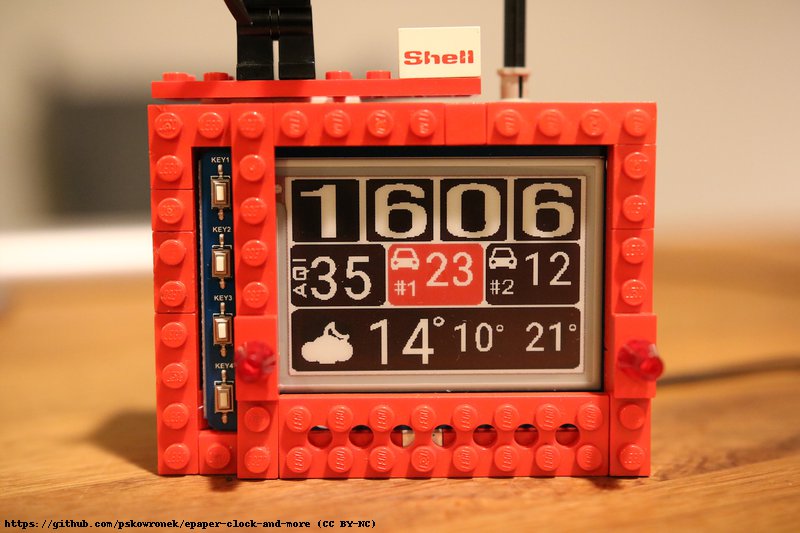 Shell
KEY1
KEY2
KEY3
KEY4
1606
AQI 35 #1 23 #2 12
14° 10° 21°
https://github.com/pskowronek/epaper-clock-and-more (CC BY-NC)